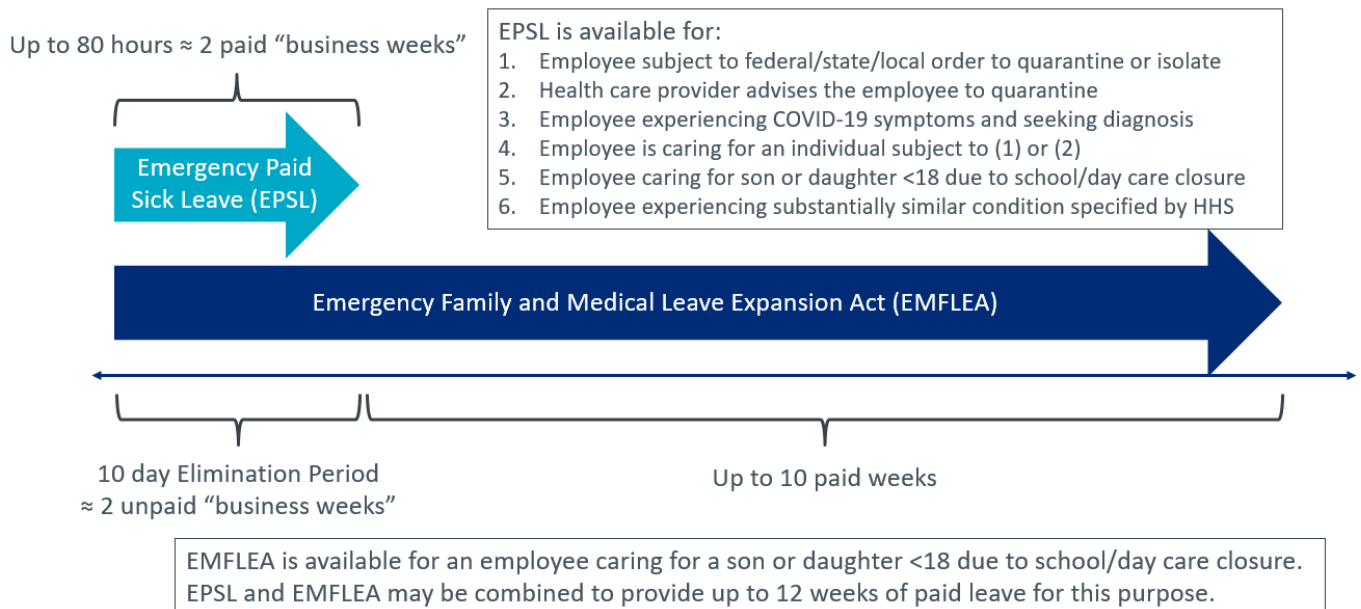 Up to 80 hours ≈ 2 paid “business weeks”
Emergency Paid
Sick Leave (EPSL)
EPSL is available for:
1. Employee subject to federal/state/local order to quarantine or isolate
2. Health care provider advises the employee to quarantine
3. Employee experiencing COVID-19 symptoms and seeking diagnosis
4. Employee is caring for an individual subject to (1) or (2)
5. Employee caring for son or daughter <18 due to school/day care closure
6. Employee experiencing substantially similar condition specified by HHS
Emergency Family and Medical Leave Expansion Act (EMFLEA)
10 day Elimination Period
≈ 2 unpaid “business weeks”
Up to 10 paid weeks
EMFLEA is available for an employee caring for a son or daughter <18 due to school/day care closure.
EPSL and EMFLEA may be combined to provide up to 12 weeks of paid leave for this purpose.